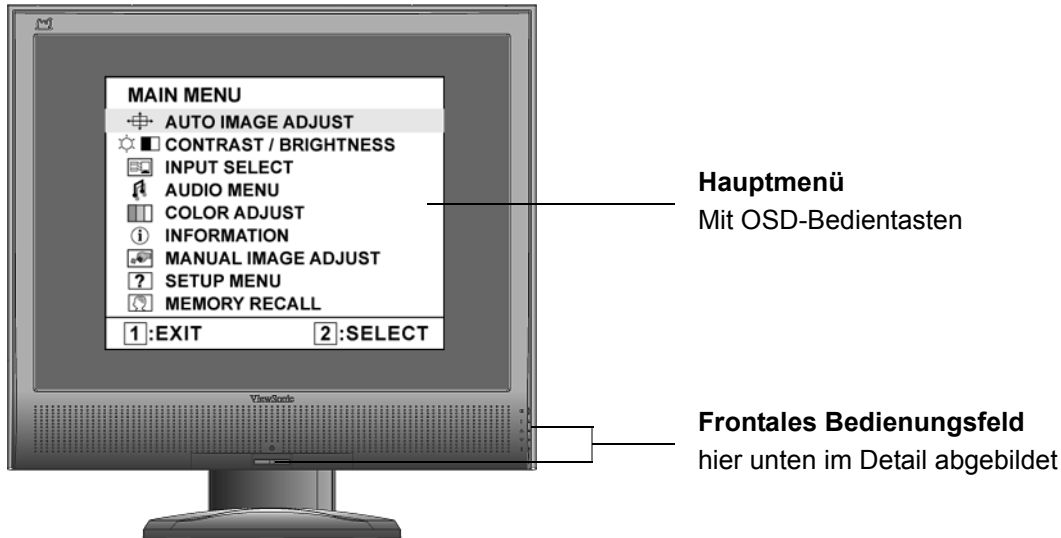 MAIN MENU
AUTO IMAGE ADJUST
CONTRAST / BRIGHTNESS
INPUT SELECT
AUDIO MENU
COLOR ADJUST
INFORMATION
MANUAL IMAGE ADJUST
? SETUP MENU
MEMORY RECALL
1 :EXIT 2 :SELECT
ViewSonic
Hauptmenü
Mit OSD-Bedientasten
Frontales Bedienungsfeld
hier unten im Detail abgebildet